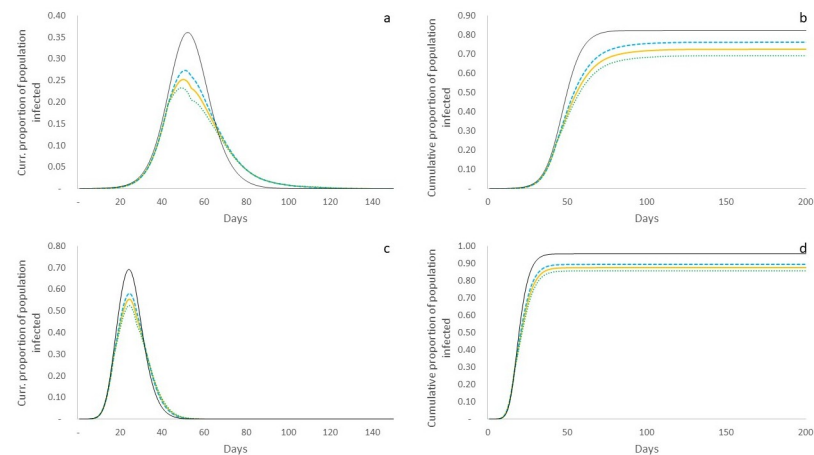 a
0.40
0.35
0.30
0.25
0.20
0.15
0.10
0.05
-
Curr. proportion of population
infected
- 20 40 60 80 100 120 140
Days
b
0.90
0.80
0.70
0.60
0.50
0.40
0.30
0.20
0.10
-
Cumulative proportion of population
infected
0 50 100 150 200
Days
c
0.80
0.70
0.60
0.50
0.40
0.30
0.20
0.10
-
Curr. proportion of population
infected
- 20 40 60 80 100 120 140
Days
d
1.00
0.90
0.80
0.70
0.60
0.50
0.40
0.30
0.20
0.10
-
Cumulative proportion of population
infected
0 50 100 150 200
Days